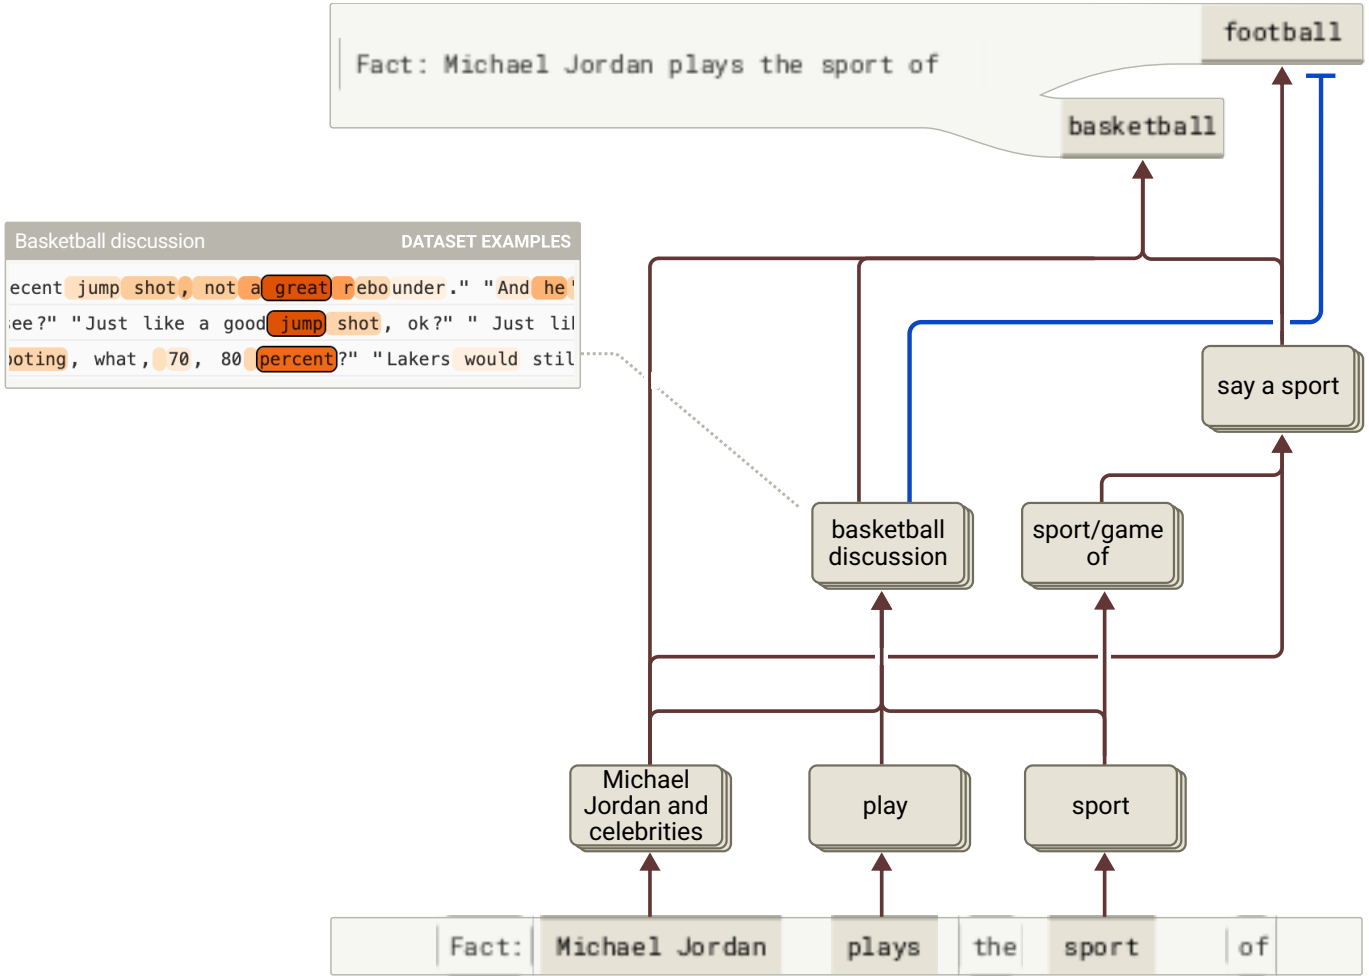 football
Fact: Michael Jordan plays the sport of
basketball
Basketball discussion DATASET EXAMPLES
ecent jump shot, not a great rebounder." "And he
ee?" "Just like a good jump shot, ok?" " Just li
ooting, what, 70, 80 percent?" "Lakers would stil
say a sport
basketball
discussion
sport/game
of
Michael
Jordan and
celebrities
play
sport
Fact: Michael Jordan plays the sport of